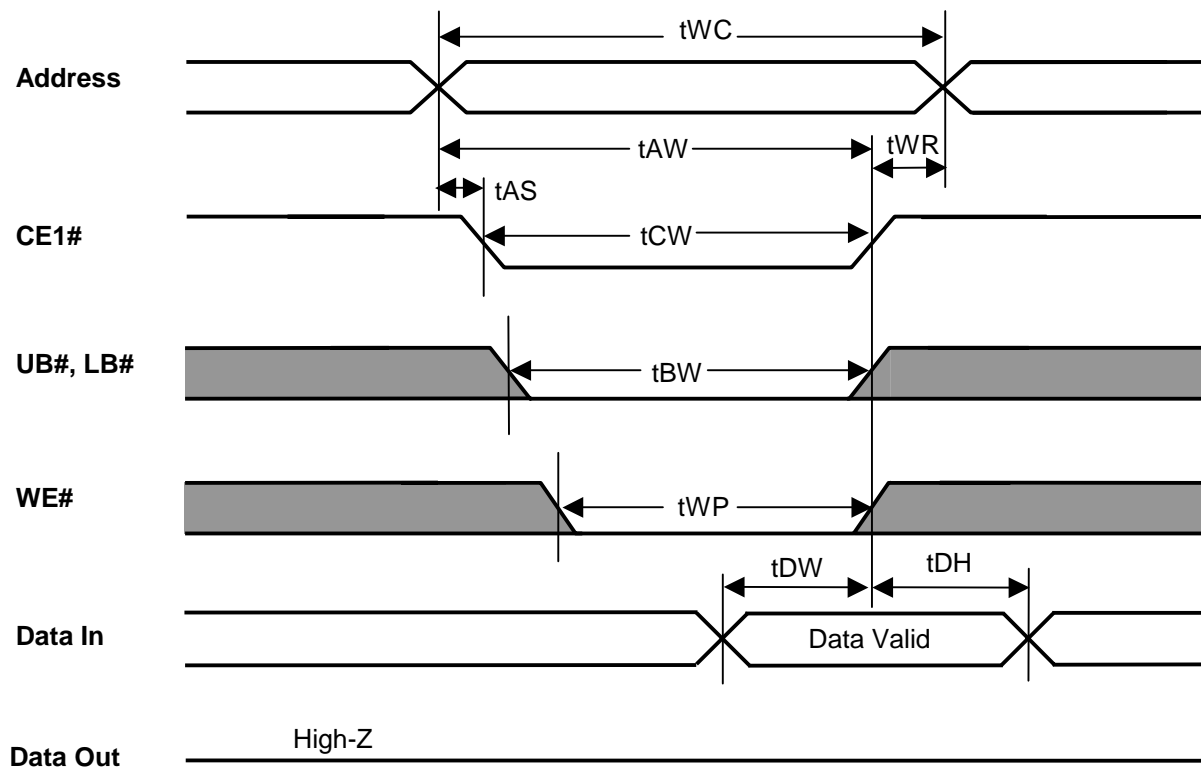 tWC
Address
tAW
tWR
tAS
CE1#
tCW
UB#, LB#
tBW
WE#
tWP
tDW
tDH
Data In
Data Valid
High-Z
Data Out